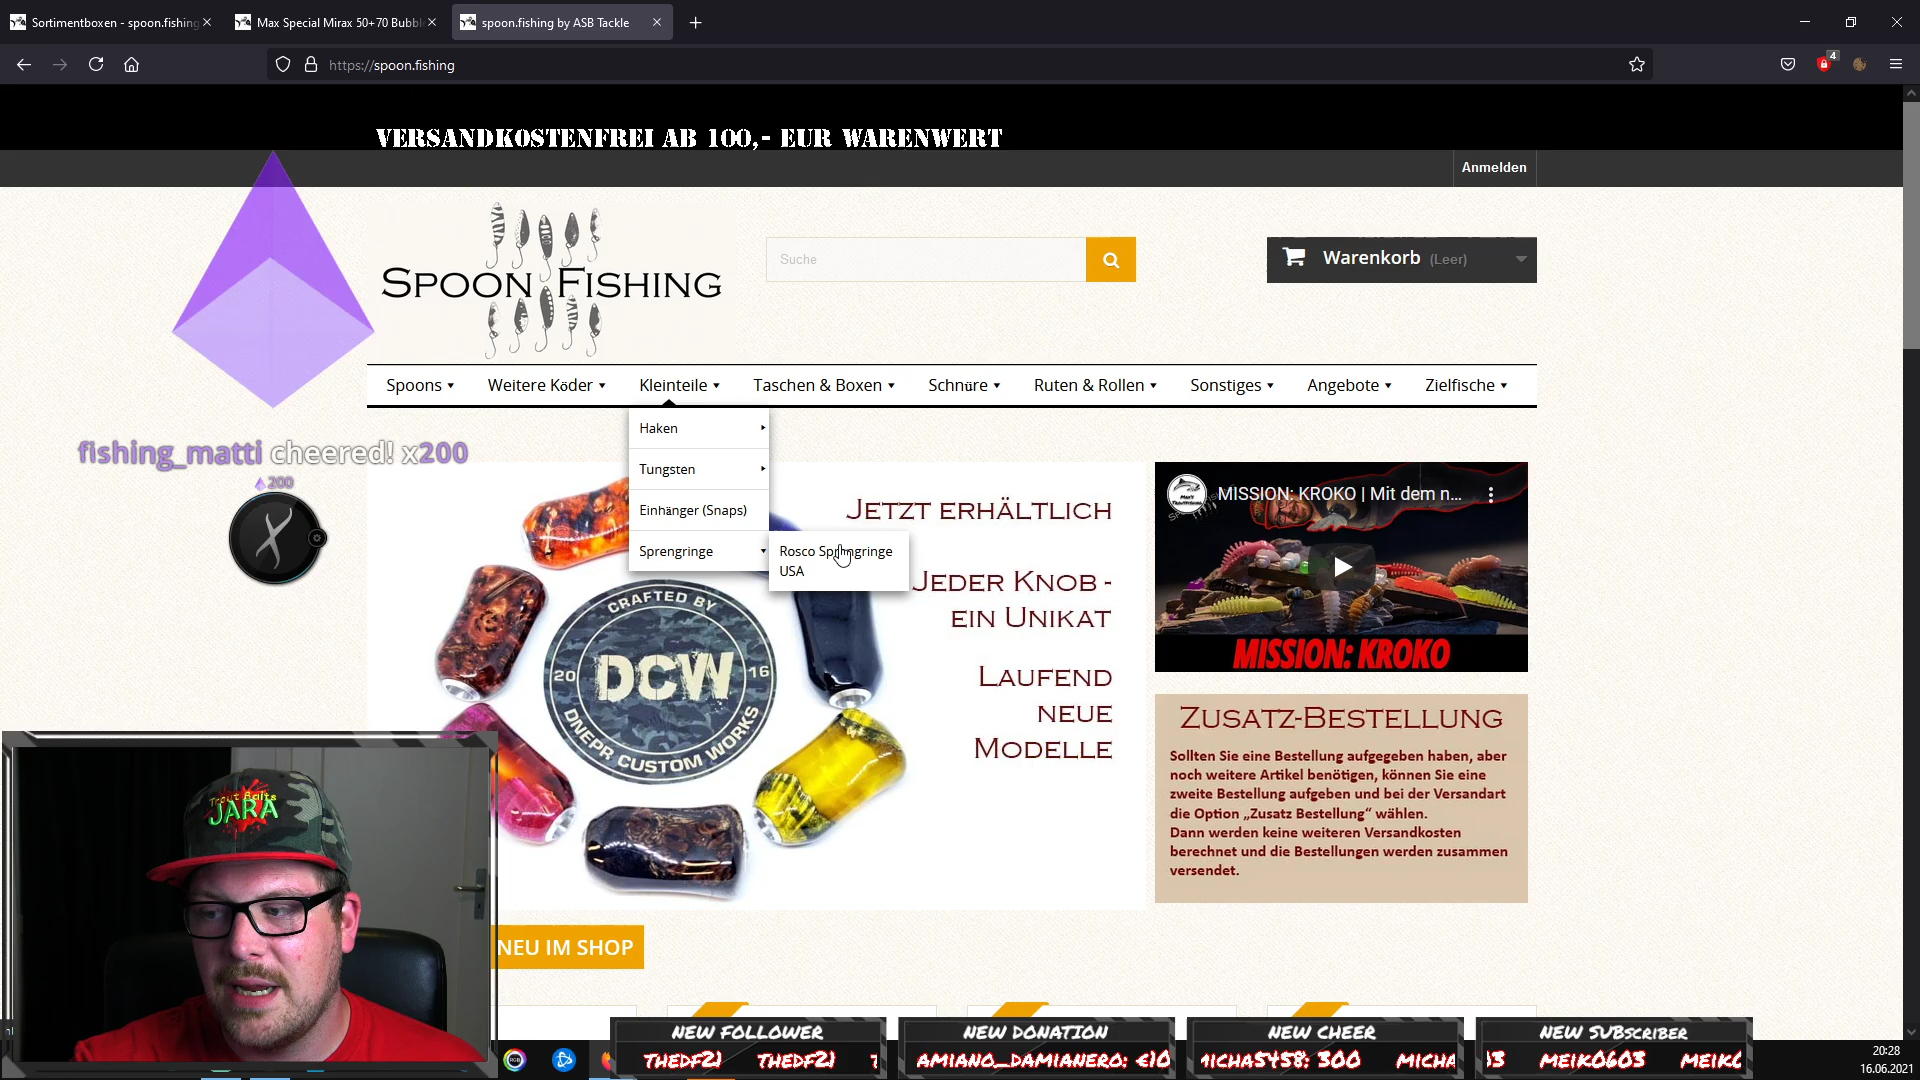 Sortimentboxen - spoon.fishing
Max Special Mirax 50+70 Bubbl
spoon.fishing by ASB Tackle
https://spoon.fishing
4
VERSANDKOSTENFREI AB 100,- EUR WARENWERT
Anmelden
SPOON FISHING
Suche
Warenkorb (Leer)
Spoons
Weitere Köder
Kleinteile
Taschen & Boxen
Schnüre
Ruten & Rollen
Sonstiges
Angebote
Zielfische
Haken
Tungsten
Einhänger (Snaps)
Sprengringe
Rosco Sprengringe
USA
fishing_matti cheered! x200
200
JETZT ERHÄLTLICH
JEDER KNOB -
EIN UNIKAT
LAUFEND
NEUE
MODELLE
CRAFTED BY
20 DCW 16
DNEPR CUSTOM WORKS
MISSION: KROKO | Mit dem n...
MISSION: KROKO
ZUSATZ-BESTELLUNG
Sollten Sie eine Bestellung aufgegeben haben, aber
noch weitere Artikel benötigen, können Sie eine
zweite Bestellung aufgeben und bei der Versandart
die Option „Zusatz Bestellung“ wählen.
Dann werden keine weiteren Versandkosten
berechnet und die Bestellungen werden zusammen
versendet.
Trout Baits
JARA
NEU IM SHOP
NEW FOLLOWER
THEDF21 THEDF21
NEW DONATION
AMIANO_DAMIANERO: €10
NEW CHEER
MICHA5458: 300 MICHA
NEW SUBSCRIBER
03 MEIK0603 MEIK
20:28
16.06.2021